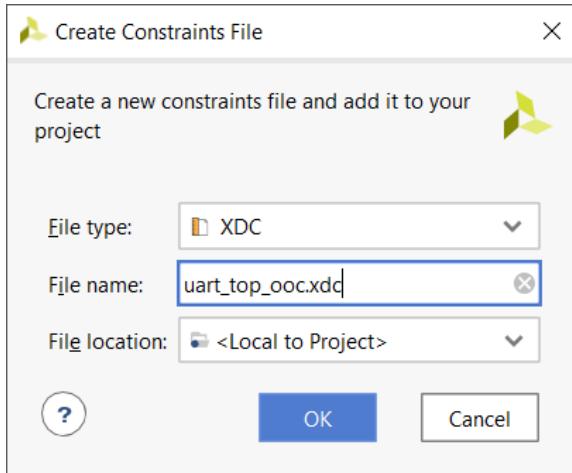 Create Constraints File
Create a new constraints file and add it to your
project
File type: XDC
File name: uart_top_ooc.xdc
File location: <Local to Project>
?
OK
Cancel